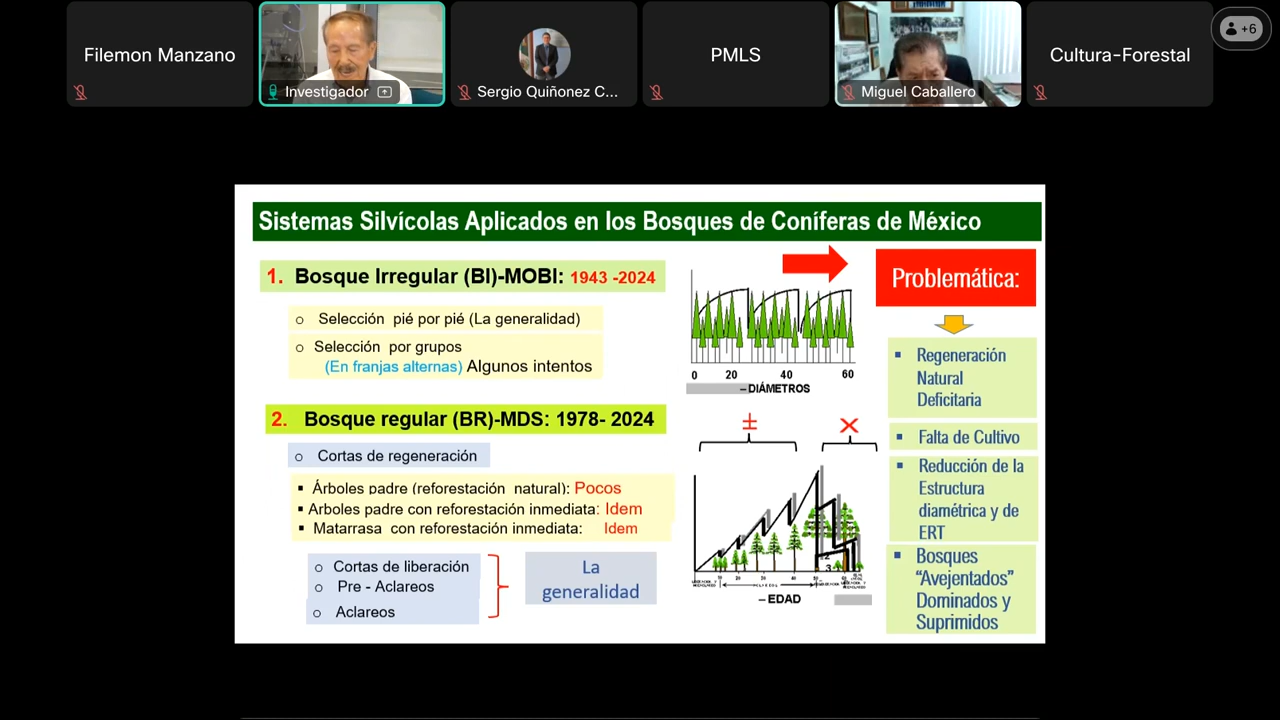 Filemon Manzano
Investigador
Sergio Quiñonez C...
PMLS
Miguel Caballero
Cultura-Forestal
+6
Sistemas Silvícolas Aplicados en los Bosques de Coníferas de México
1. Bosque Irregular (BI)-MOBI: 1943 -2024
Selección pié por pié (La generalidad)
Selección por grupos
(En franjas alternas) Algunos intentos
0 20 40 60
– DIÁMETROS
2. Bosque regular (BR)-MDS: 1978- 2024
Cortas de regeneración
Árboles padre (reforestación natural): Pocos
Arboles padre con reforestación inmediata: Idem
Matarrasa con reforestación inmediata: Idem
Cortas de liberación
Pre - Aclareos
Aclareos
La
generalidad
± X
– EDAD
Problemática:
Regeneración
Natural
Deficitaria
Falta de Cultivo
Reducción de la
Estructura
diamétrica y de
ERT
Bosques
“Avejentados”
Dominados y
Suprimidos